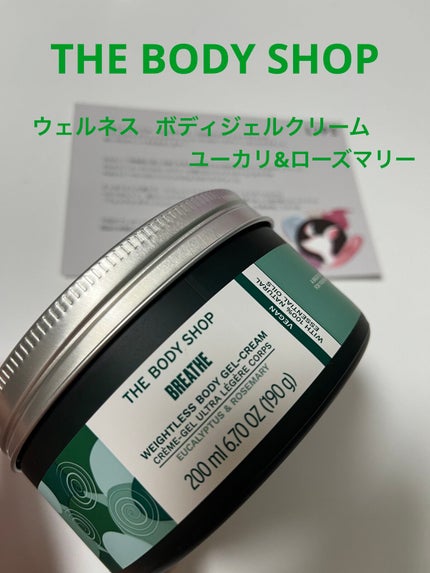 THE BODY SHOP
ウェルネス ボディジェルクリーム
ユーカリ&ローズマリー
THE BODY SHOP
BREATHE
WEIGHTLESS BODY GEL-CREAM
CRÈME-GEL ULTRA LÉGÈRE CORPS
EUCALYPTUS & ROSEMARY
200 ml 6.70 OZ (190 g)
VEGAN
WITH 100% NATURAL
ESSENTIAL OILS